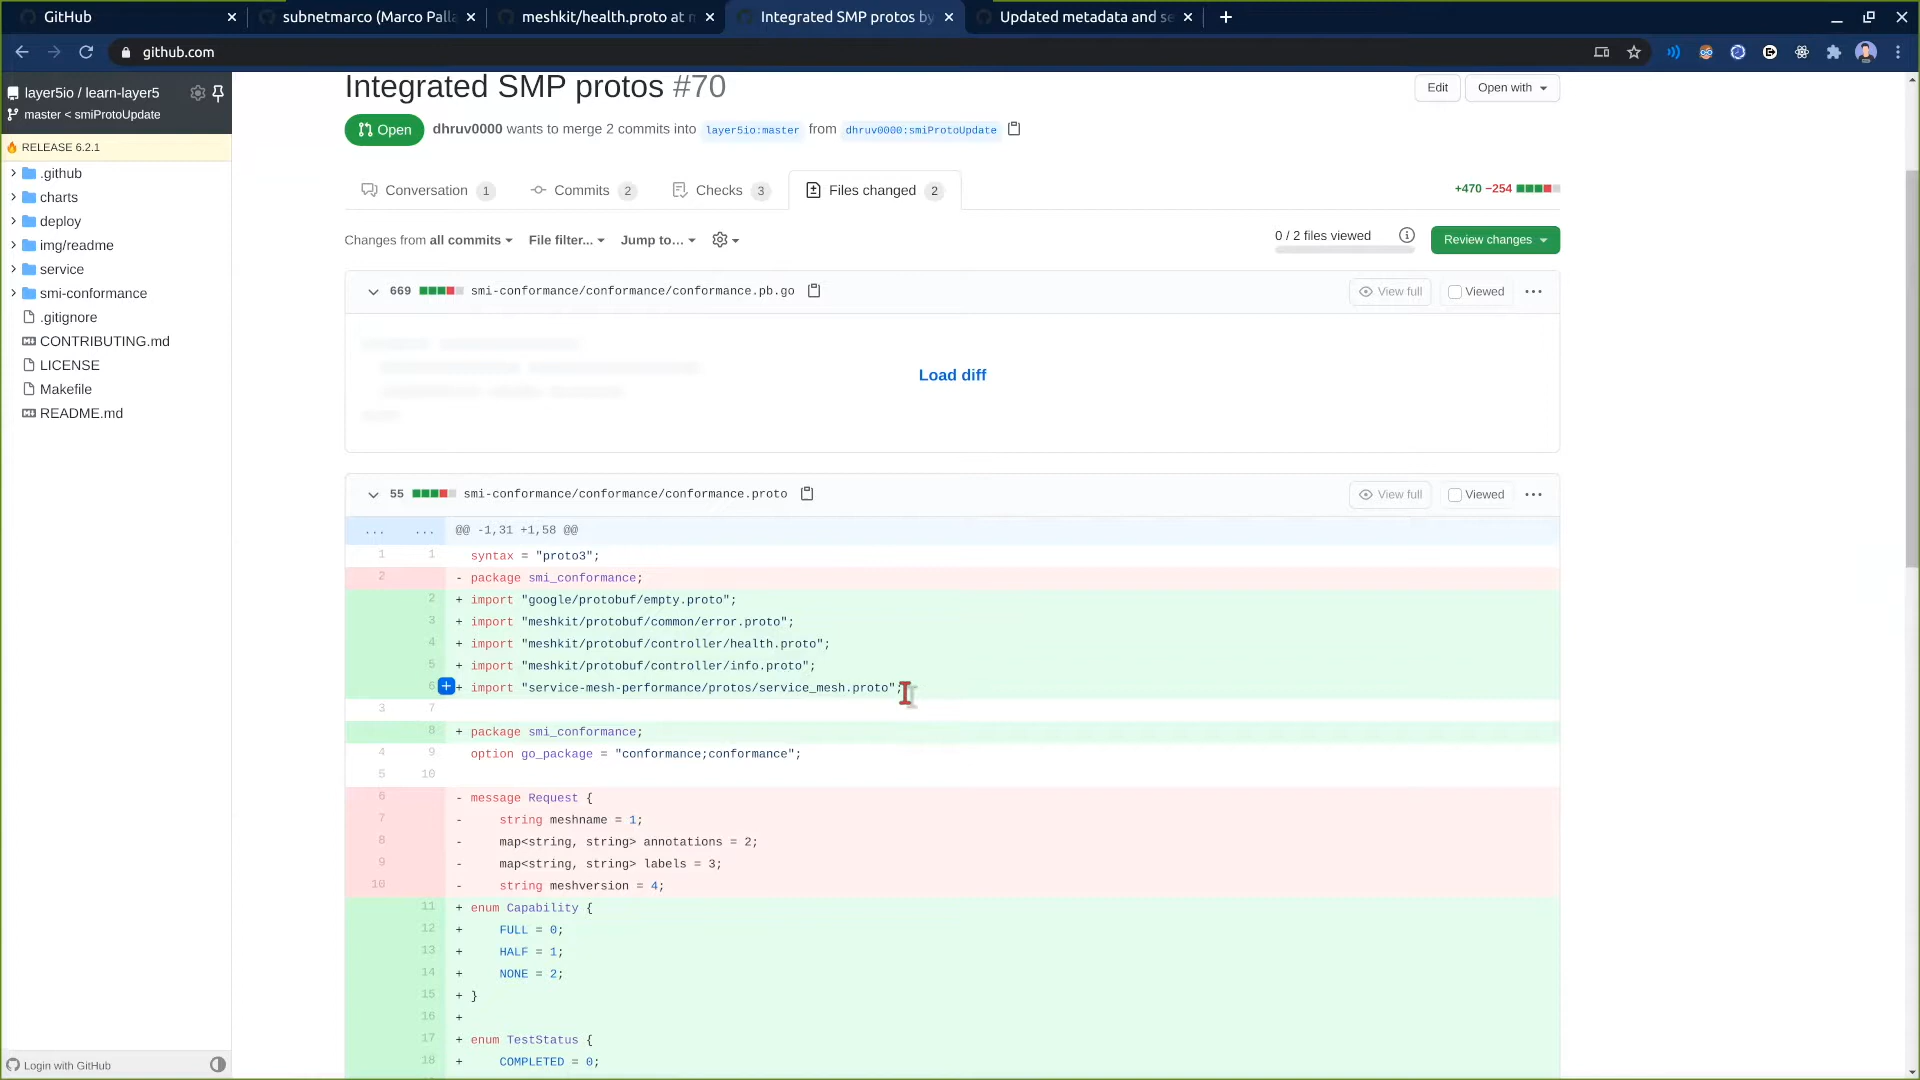 GitHub
subnetmarco (Marco Palla
meshkit/health.proto at m
Integrated SMP protos by
Updated metadata and se
github.com
layer5io / learn-layer5
master < smiProtoUpdate
RELEASE 6.2.1
.github
charts
deploy
img/readme
service
smi-conformance
.gitignore
CONTRIBUTING.md
LICENSE
Makefile
README.md
Login with GitHub
Integrated SMP protos #70
Edit
Open with
Open
dhruv0000 wants to merge 2 commits into layer5io:master from dhruv0000:smiProtoUpdate
Conversation 1
Commits 2
Checks 3
Files changed 2
+470 −254
Changes from all commits
File filter...
Jump to...
0 / 2 files viewed
Review changes
669 smi-conformance/conformance/conformance.pb.go
View full
Viewed
Load diff
55 smi-conformance/conformance/conformance.proto
View full
Viewed
... ... @@ -1,31 +1,58 @@
1 1 syntax = "proto3";
2 - package smi_conformance;
2 + import "google/protobuf/empty.proto";
3 + import "meshkit/protobuf/common/error.proto";
4 + import "meshkit/protobuf/controller/health.proto";
5 + import "meshkit/protobuf/controller/info.proto";
6 + import "service-mesh-performance/protos/service_mesh.proto";
3 7
8 + package smi_conformance;
4 9 option go_package = "conformance;conformance";
5 10
6 - message Request {
7 - string meshname = 1;
8 - map<string, string> annotations = 2;
9 - map<string, string> labels = 3;
10 - string meshversion = 4;
11 + enum Capability {
12 + FULL = 0;
13 + HALF = 1;
14 + NONE = 2;
15 + }
16 +
17 + enum TestStatus {
18 + COMPLETED = 0;